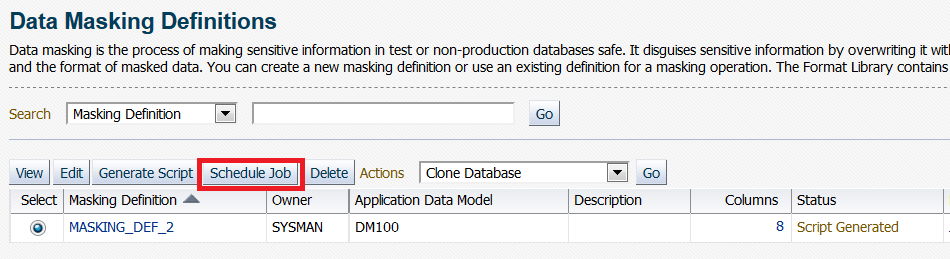 Data Masking Definitions
Data masking is the process of making sensitive information in test or non-production databases safe. It disguises sensitive information by overwriting it with
and the format of masked data. You can create a new masking definition or use an existing definition for a masking operation. The Format Library contains
Search Masking Definition Go
View Edit Generate Script Schedule Job Delete Actions Clone Database Go
Select Masking Definition Owner Application Data Model Description Columns Status
MASKING_DEF_2 SYSMAN DM100 8 Script Generated